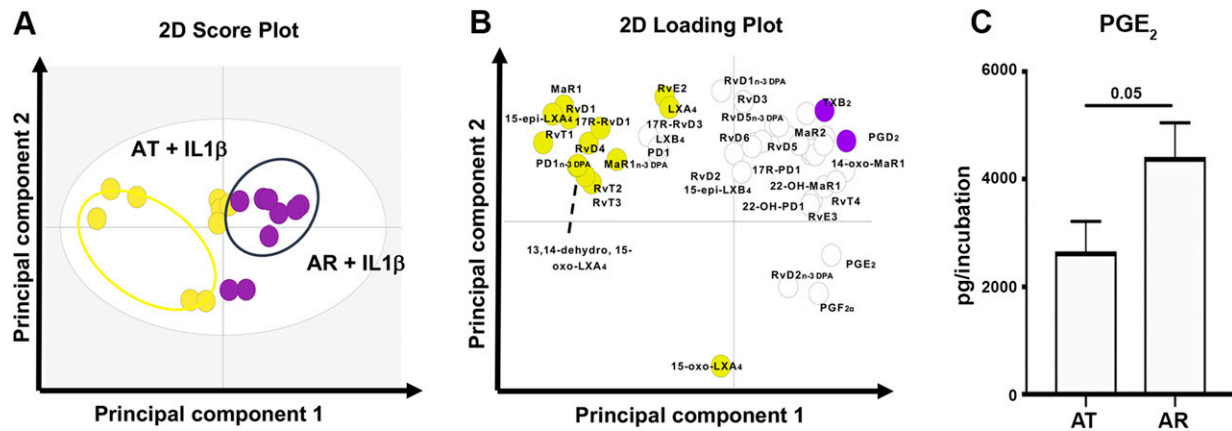 A
2D Score Plot
Principal component 2
AT + IL1β
AR + IL1β
Principal component 1
B
2D Loading Plot
Principal component 2
MaR1
RvD1
15-epi-LXA₄
17R-RvD1
RvT1
RvD4
PD1n-3 DPA
MaR1n-3 DPA
RvT2
RvT3
13,14-dehydro, 15-
oxo-LXA₄
RvE2
LXA₄
17R-RvD3
LXB₄
PD1
RvD1n-3 DPA
RvD3
RvD5n-3 DPA
RvD6
RvD5
MaR2
TXB₂
PGD₂
17R-PD1
14-oxo-MaR1
RvD2
15-epi-LXB₄
22-OH-MaR1
22-OH-PD1
RvT4
RvE3
PGE₂
RvD2n-3 DPA
PGF2α
15-oxo-LXA₄
Principal component 1
C
PGE₂
pg/incubation
6000
4000
2000
0
0.05
AT
AR